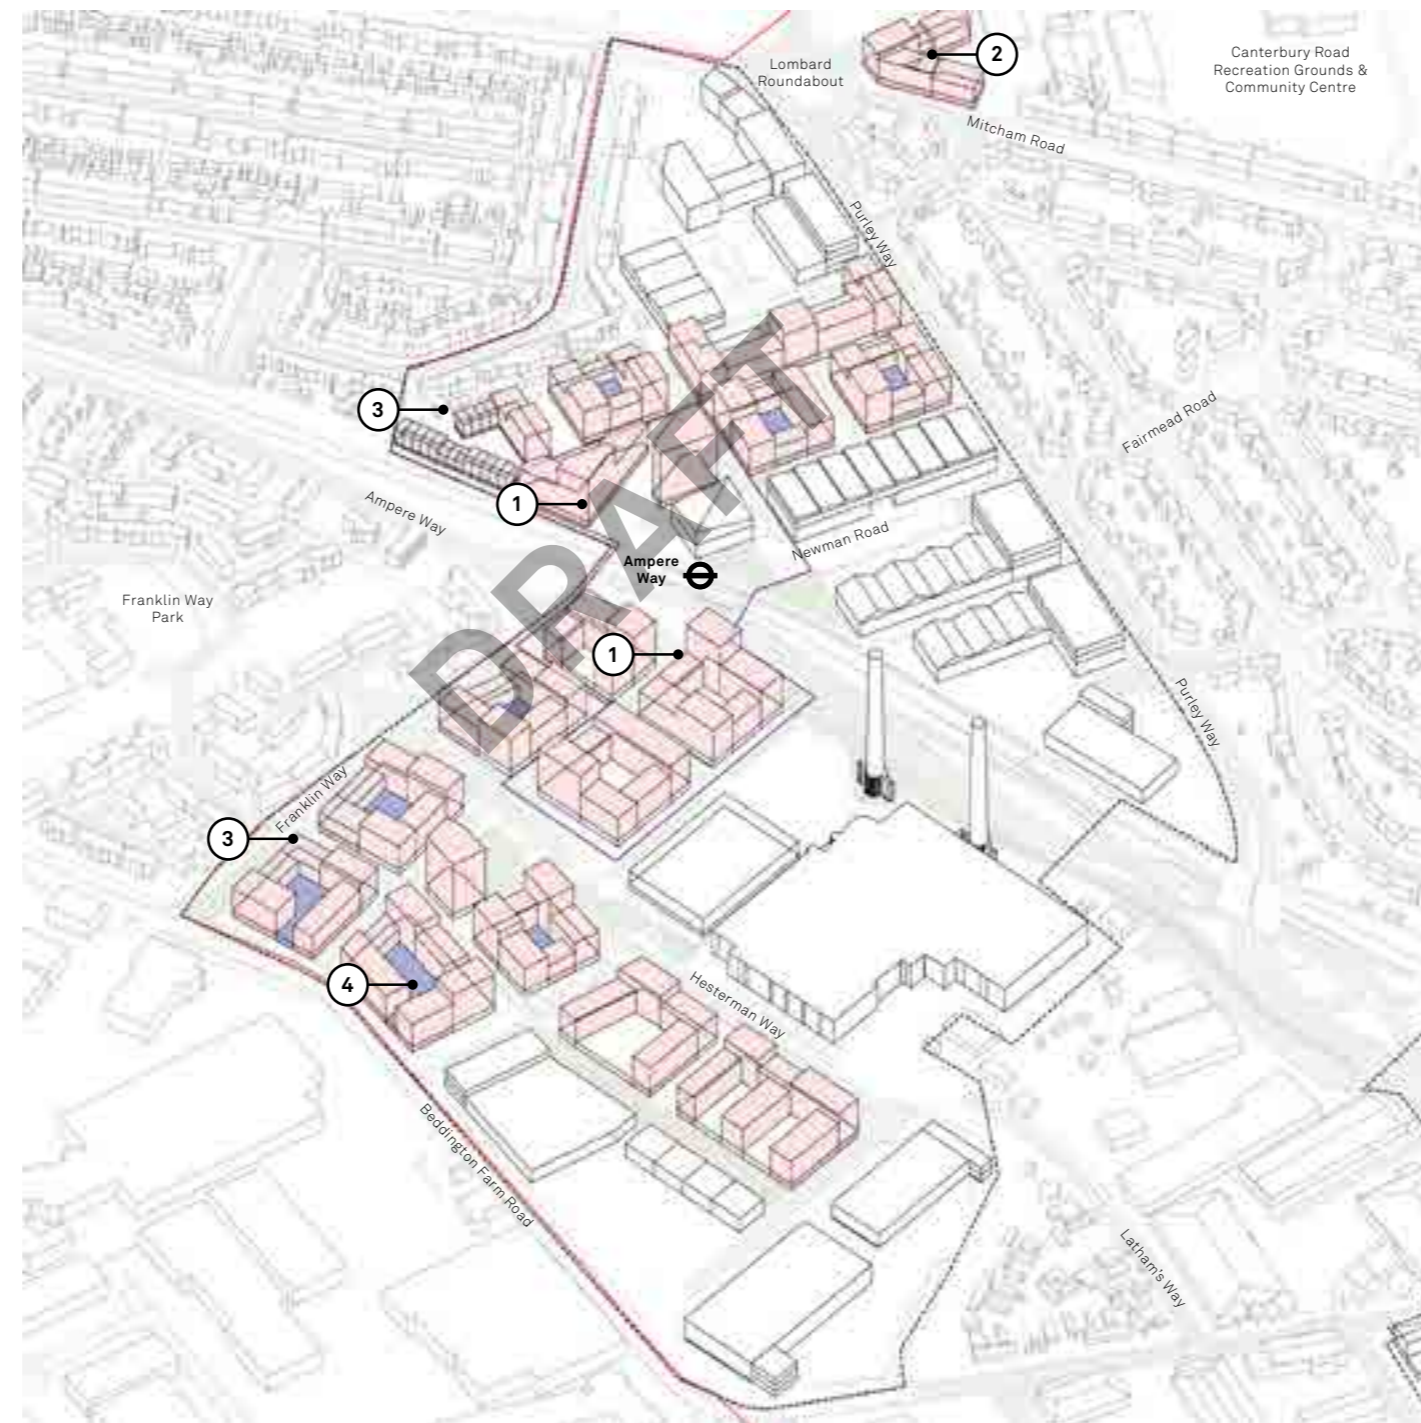 2
Lombard
Roundabout
Canterbury Road
Recreation Grounds &
Community Centre
Mitcham Road
Purley Way
3
Fairmead Road
1
Ampere Way
Newman Road
Ampere
Way
DRAFT
Franklin Way
Park
1
Purley Way
Franklin Way
3
4
Hesterman Way
Beddington Farm Road
Latham's Way